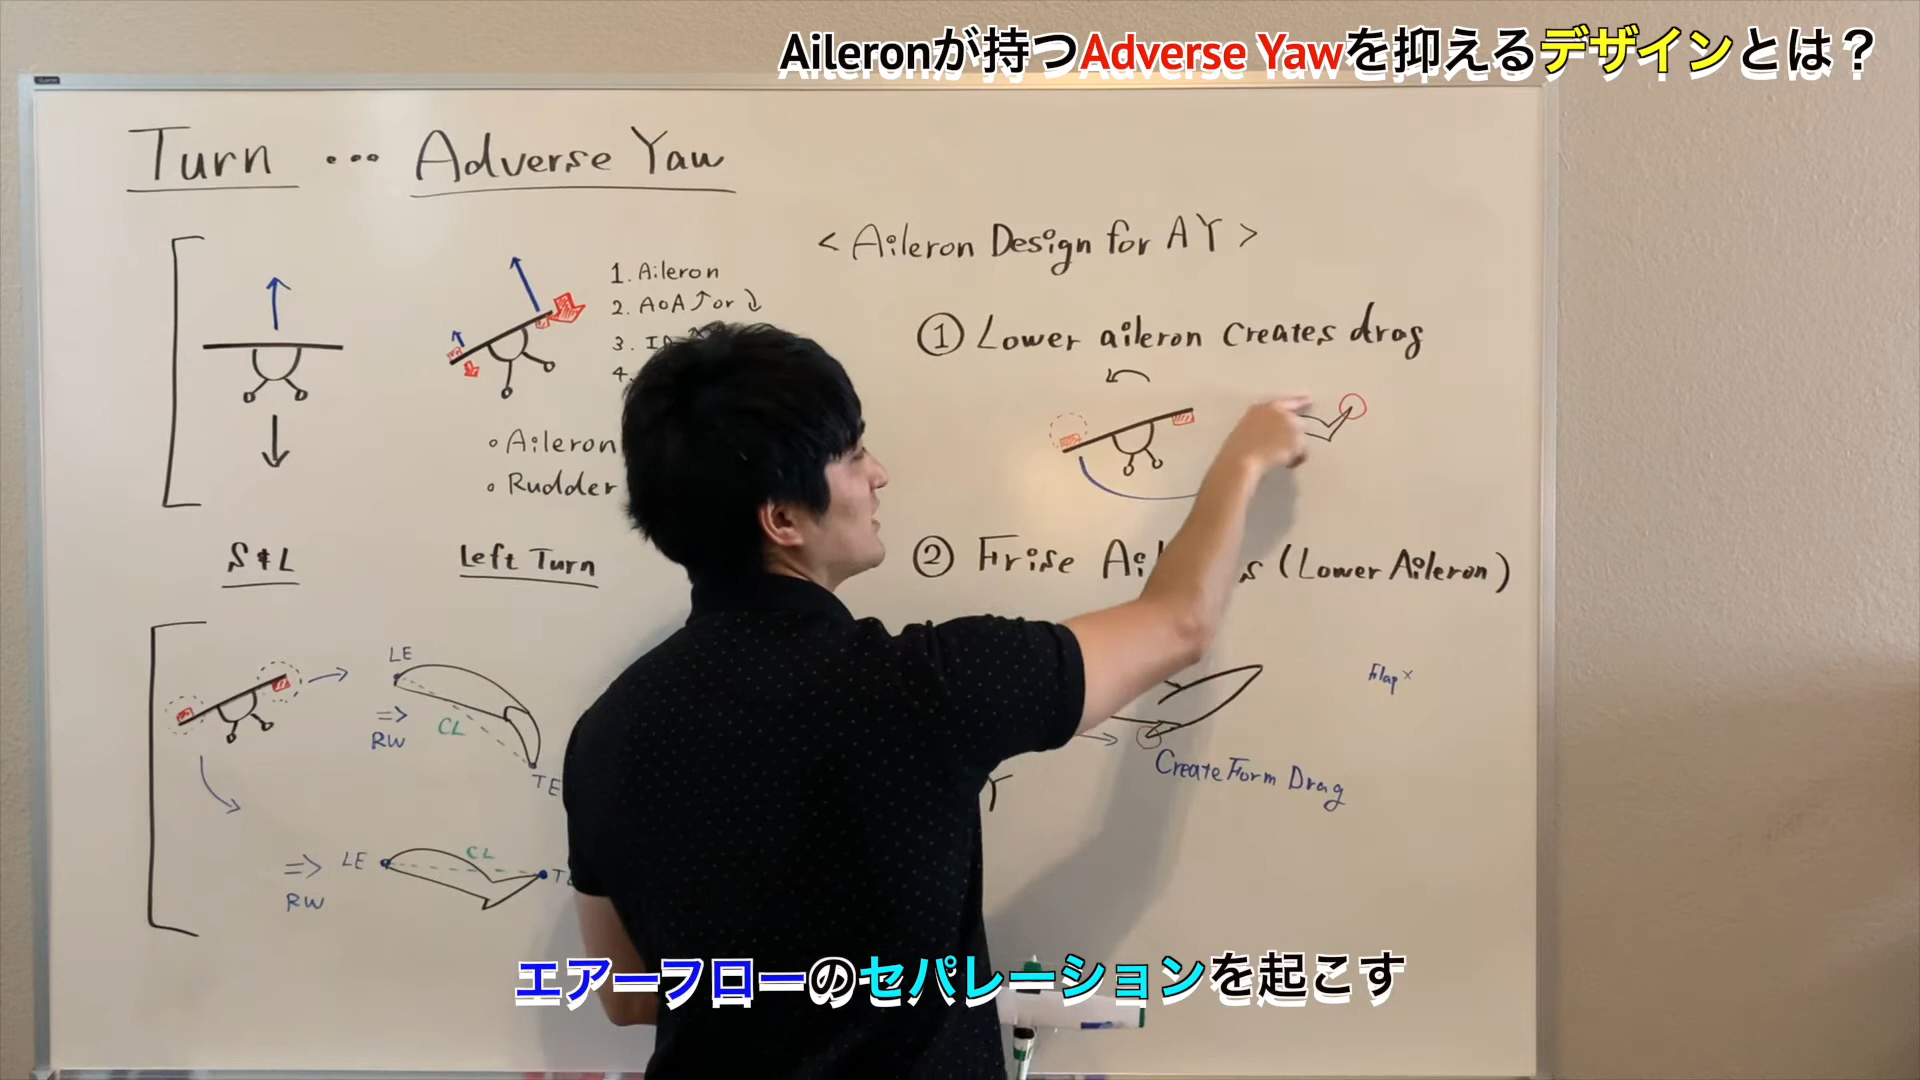 Aileronが持つAdverse Yawを抑えるデザインとは？
Turn ... Adverse Yaw
1. Aileron
2. AoA↑or↓
3. I
4.
• Aileron
• Rudder
S&L
Left Turn
LE
RW
CL
TE
LE
CL
RW
<Aileron Design for AY>
① Lower aileron creates drag
② Frise Ai s (Lower Aileron)
Flap ×
Create Form Drag
Y
エアーフローのセパレーションを起こす